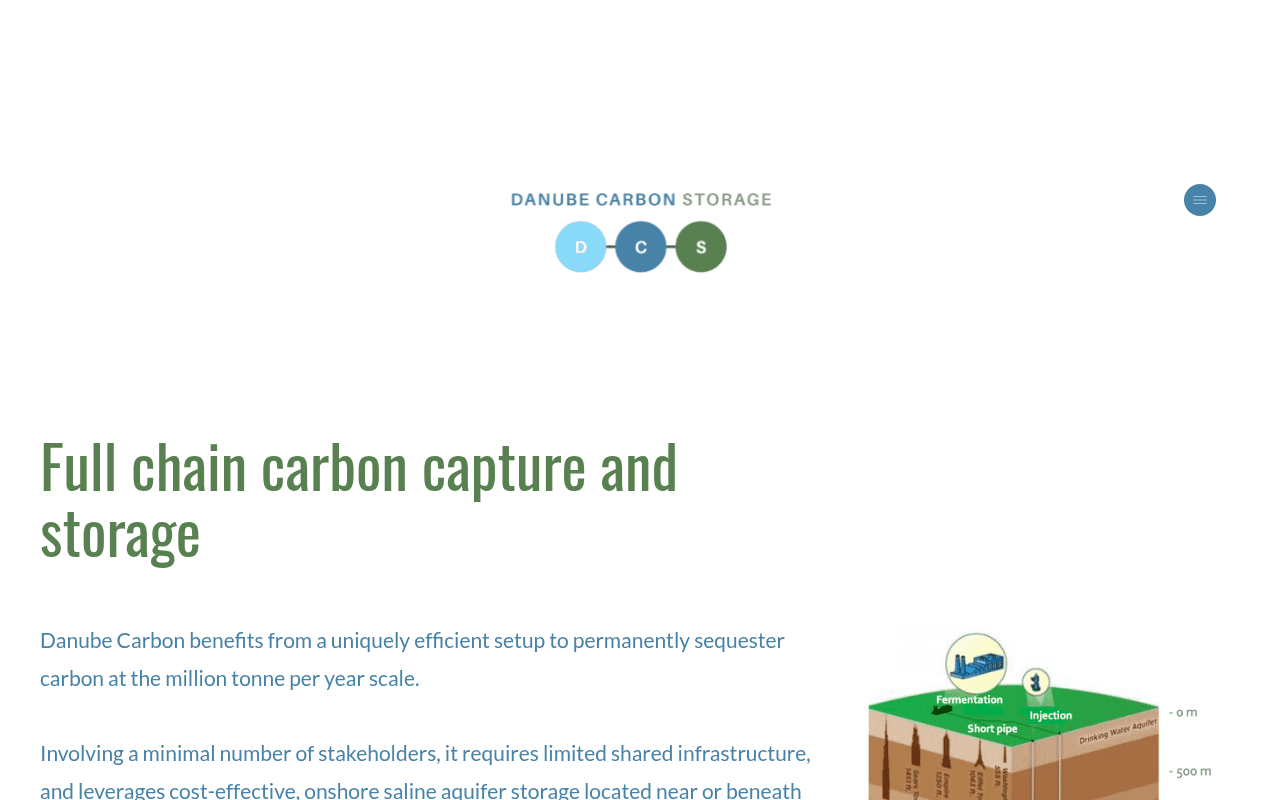 DANUBE CARBON STORAGE
D C S
Full chain carbon capture and
storage
Danube Carbon benefits from a uniquely efficient setup to permanently sequester
carbon at the million tonne per year scale.
Involving a minimal number of stakeholders, it requires limited shared infrastructure,
and leverages cost-effective, onshore saline aquifer storage located near or beneath
Fermentation
Injection
Short pipe
- 0 m
Drinking Water Aquifer
- 500 m